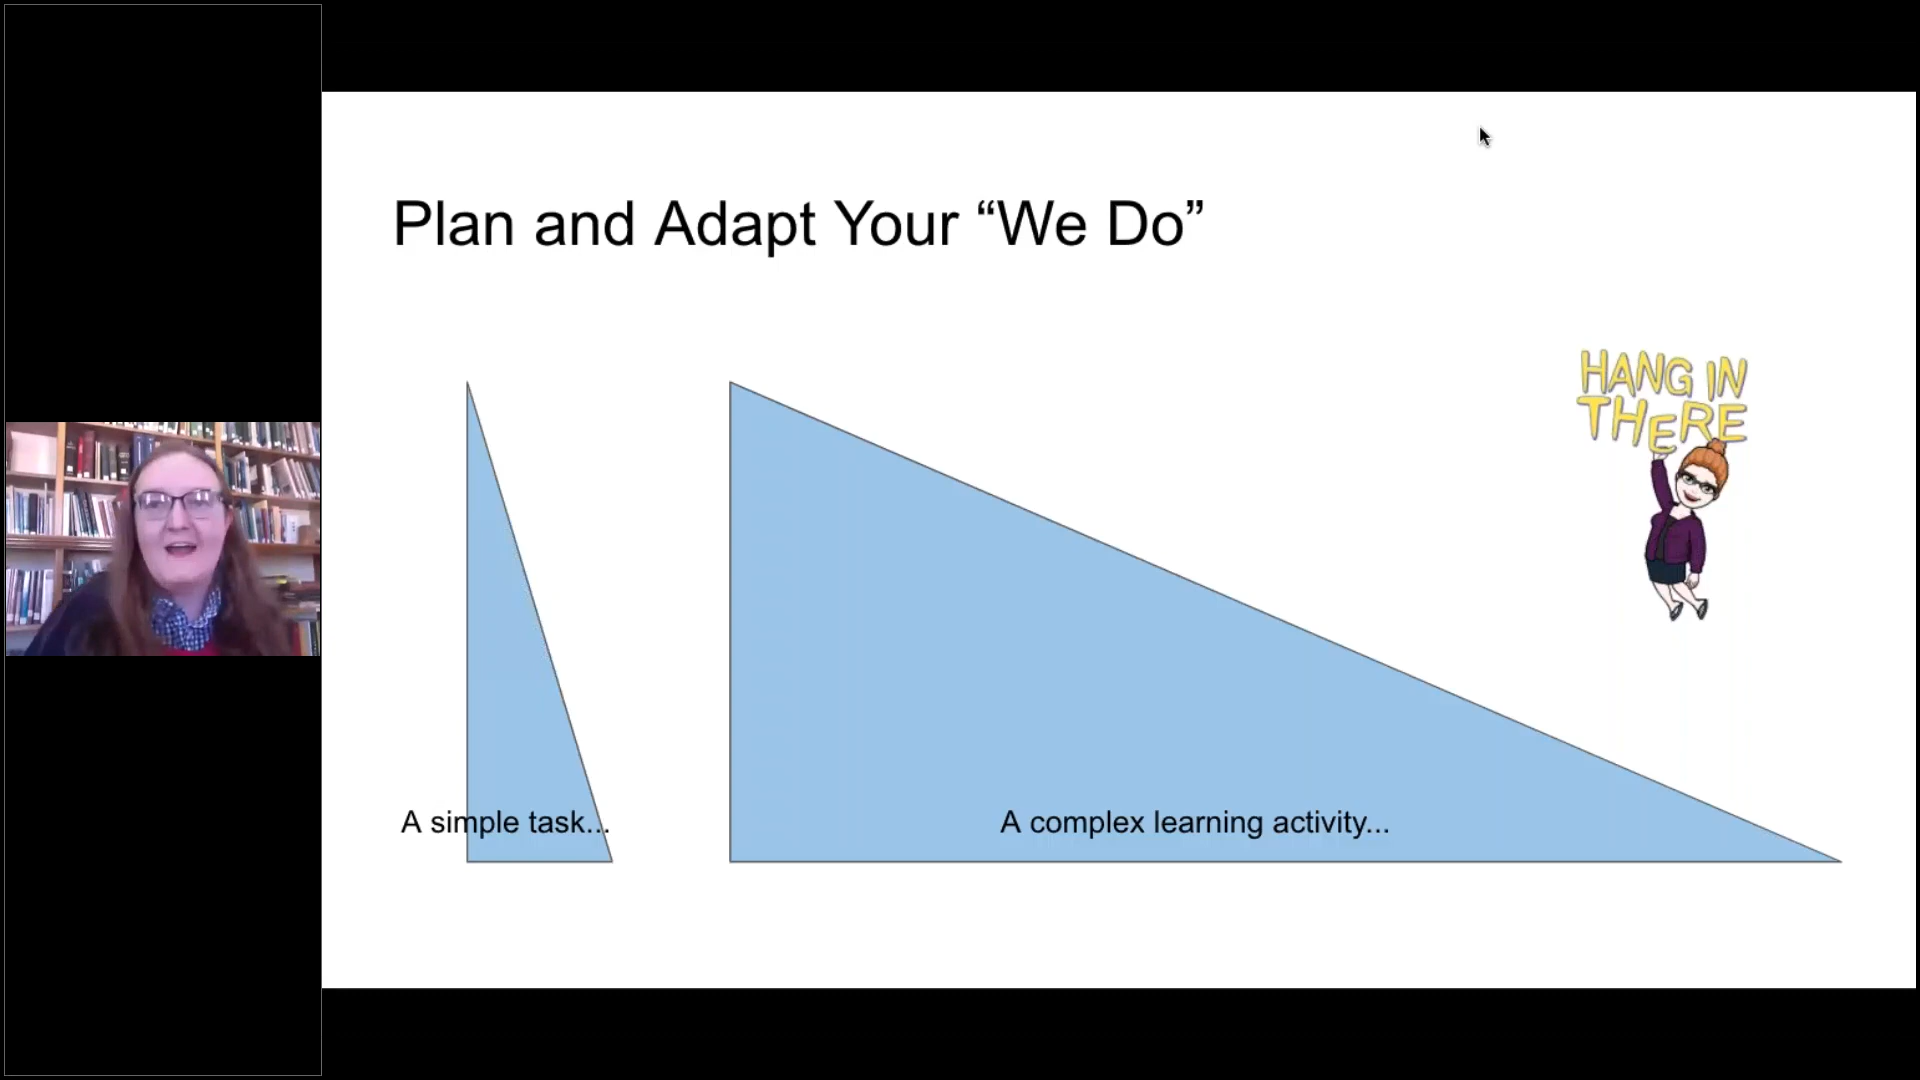 Plan and Adapt Your “We Do”
HANG IN
THERE
A simple task...
A complex learning activity...